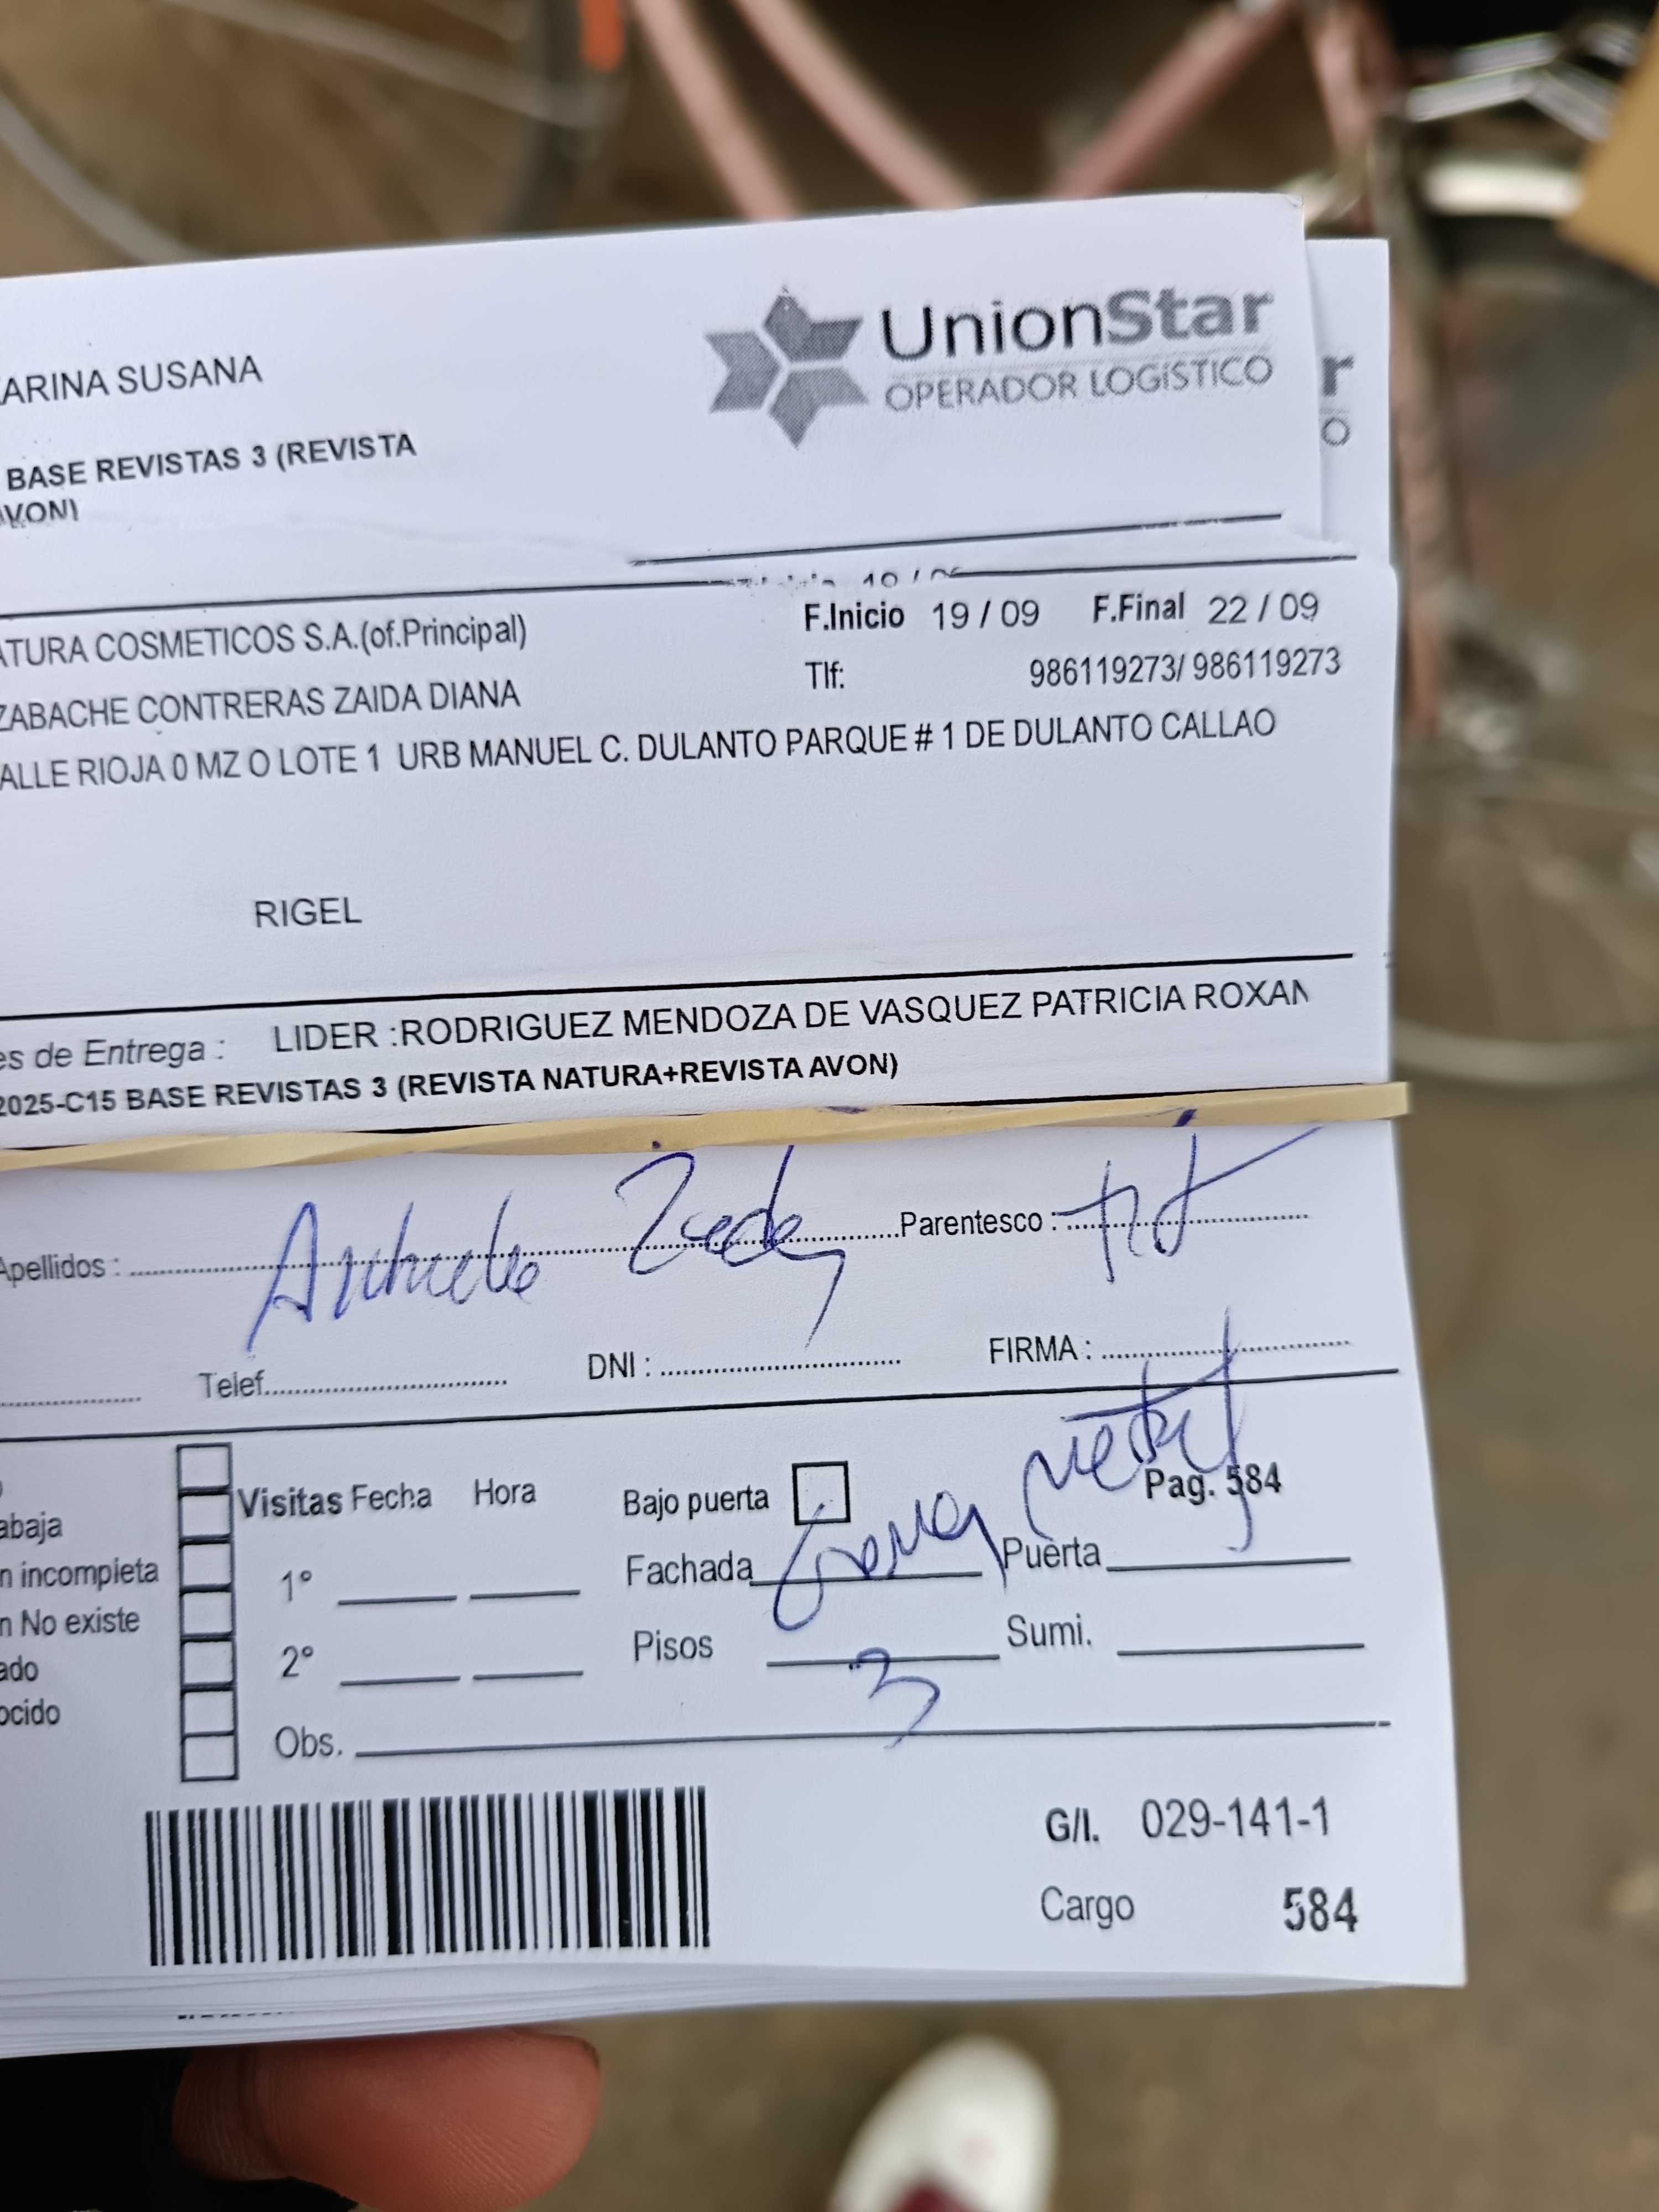 UnionStar
OPERADOR LOGÍSTICO
ARINA SUSANA
BASE REVISTAS 3 (REVISTA
VON)
r
o
ATURA COSMETICOS S.A.(of.Principal) F.Inicio 19 / 09 F.Final 22 / 09
ZABACHE CONTRERAS ZAIDA DIANA Tlf: 986119273/ 986119273
ALLE RIOJA 0 MZ O LOTE 1 URB MANUEL C. DULANTO PARQUE # 1 DE DULANTO CALLAO
RIGEL
es de Entrega : LIDER :RODRIGUEZ MENDOZA DE VASQUEZ PATRICIA ROXAN
2025-C15 BASE REVISTAS 3 (REVISTA NATURA+REVISTA AVON)
Apellidos : Parentesco : tit
Telef. DNI : FIRMA :
Visitas Fecha Hora Bajo puerta Pag. 584
abaja
n incompleta 1° Fachada Puerta
n No existe
ado 2° Pisos 3 Sumi.
ocido
Obs.
G/I. 029-141-1
Cargo 584